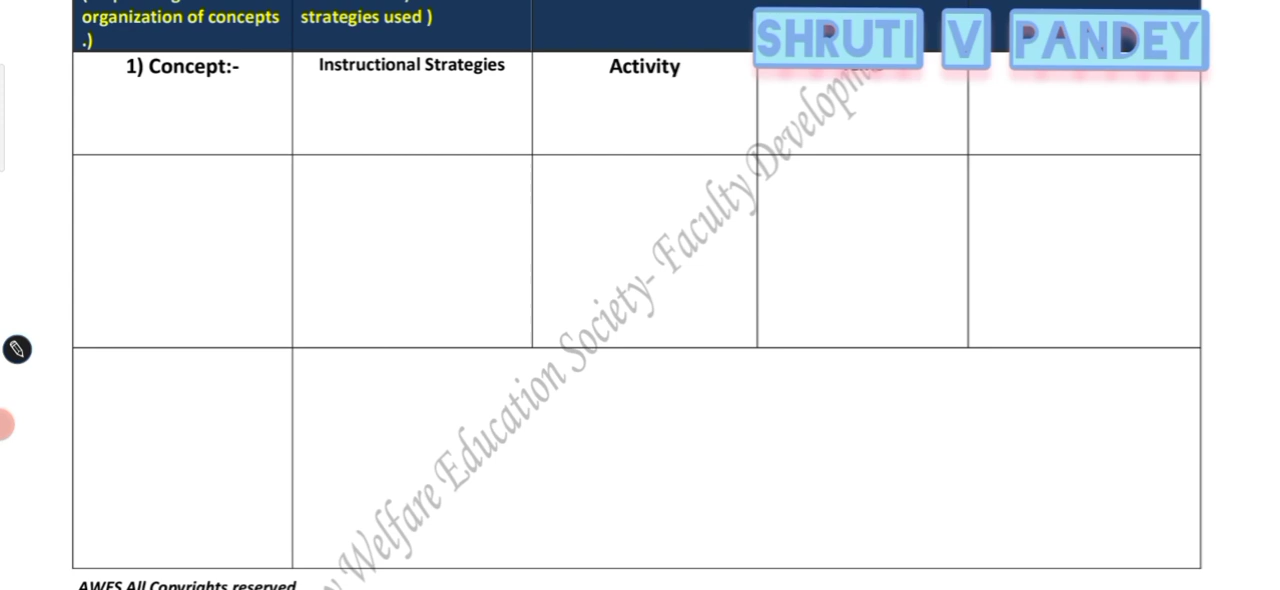 organization of concepts
.)
strategies used )
SHRUTI V PANDEY
1) Concept:-
Instructional Strategies
Activity
Welfare Education Society- Faculty
AWES All Copyrights reserved